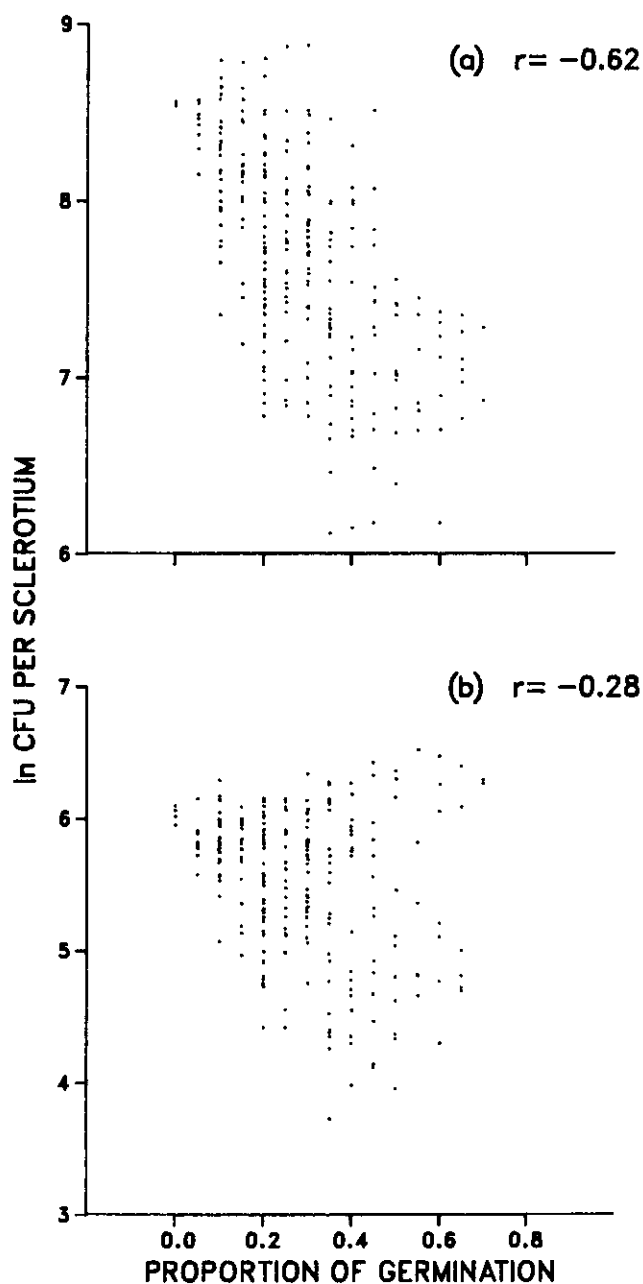 9
(a) r= −0.62
8
7
6
ln CFU PER SCLEROTIUM
7
(b) r= −0.28
6
5
4
3
0.0 0.2 0.4 0.6 0.8
PROPORTION OF GERMINATION